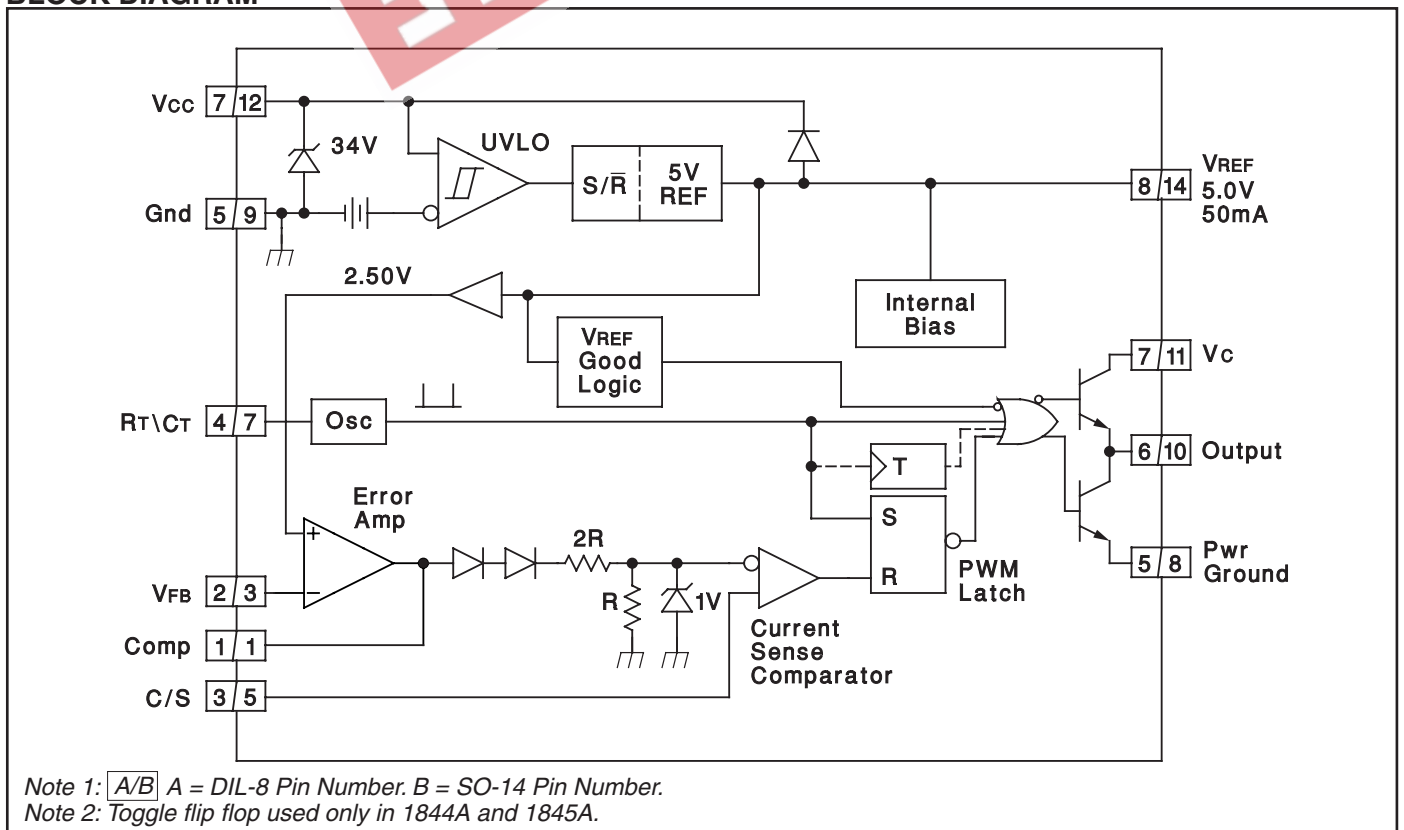 BLOCK DIAGRAM
Vcc 7/12
34V
UVLO
S/R̅
5V
REF
8/14
VREF
5.0V
50mA
Gnd 5/9
2.50V
Internal
Bias
VREF
Good
Logic
7/11 Vc
RT\CT 4/7
Osc
T
6/10 Output
Error
Amp
+
−
2R
S
R
PWM
Latch
5/8
Pwr
Ground
VFB 2/3
R
1V
Comp 1/1
Current
Sense
Comparator
C/S 3/5
Note 1: A/B A = DIL-8 Pin Number. B = SO-14 Pin Number.
Note 2: Toggle flip flop used only in 1844A and 1845A.